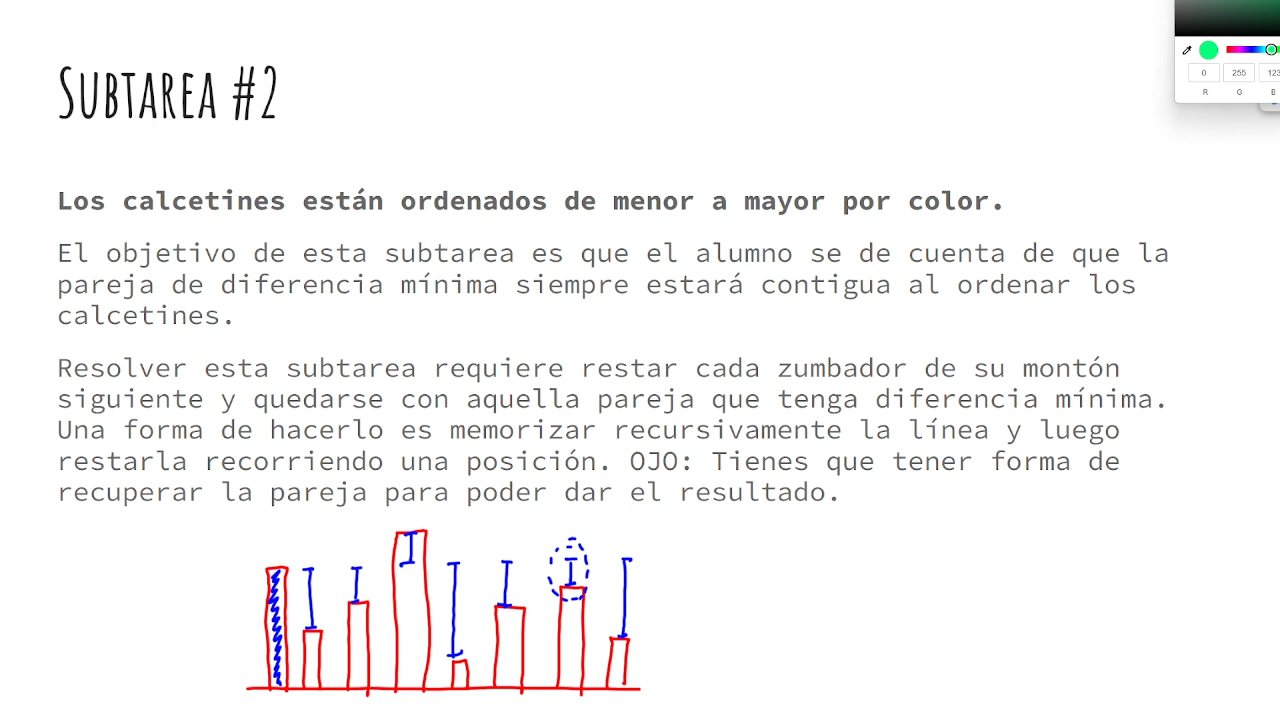 SUBTAREA #2
Los calcetines están ordenados de menor a mayor por color.
El objetivo de esta subtarea es que el alumno se de cuenta de que la
pareja de diferencia mínima siempre estará contigua al ordenar los
calcetines.
Resolver esta subtarea requiere restar cada zumbador de su montón
siguiente y quedarse con aquella pareja que tenga diferencia mínima.
Una forma de hacerlo es memorizar recursivamente la línea y luego
restarla recorriendo una posición. OJO: Tienes que tener forma de
recuperar la pareja para poder dar el resultado.
0 255 123
R G B